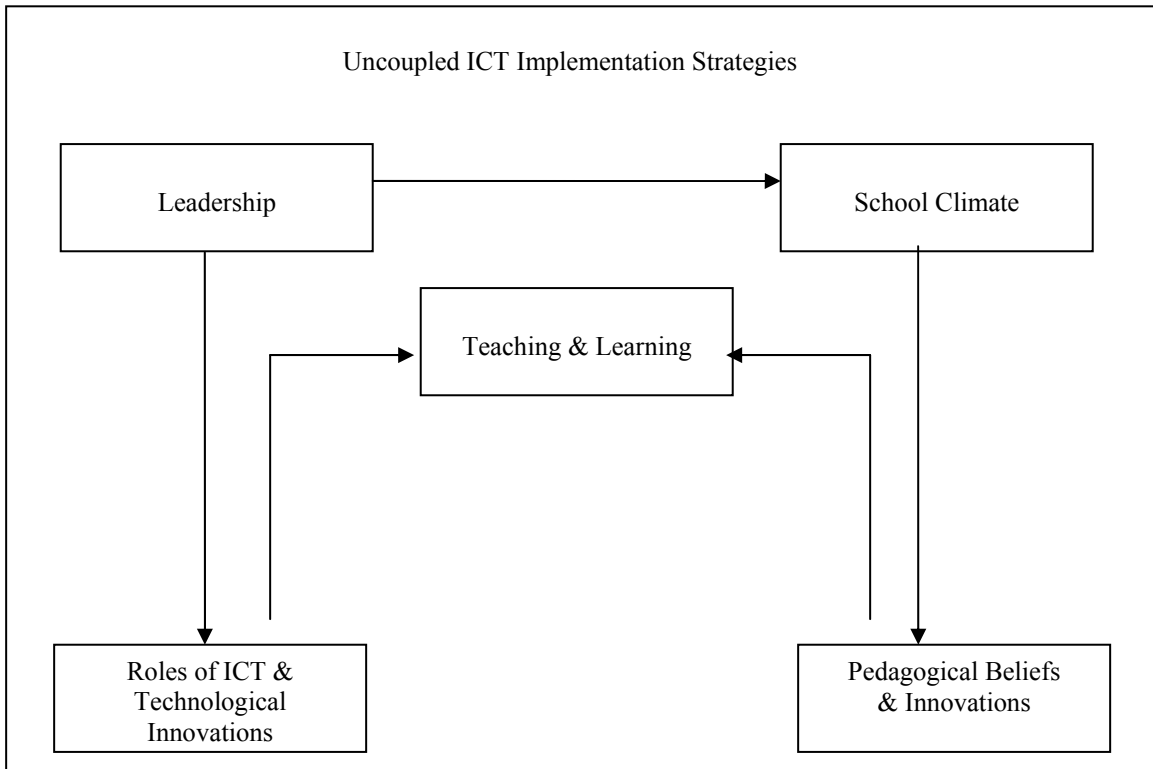 Uncoupled ICT Implementation Strategies
Leadership
School Climate
Teaching & Learning
Roles of ICT &
Technological
Innovations
Pedagogical Beliefs
& Innovations